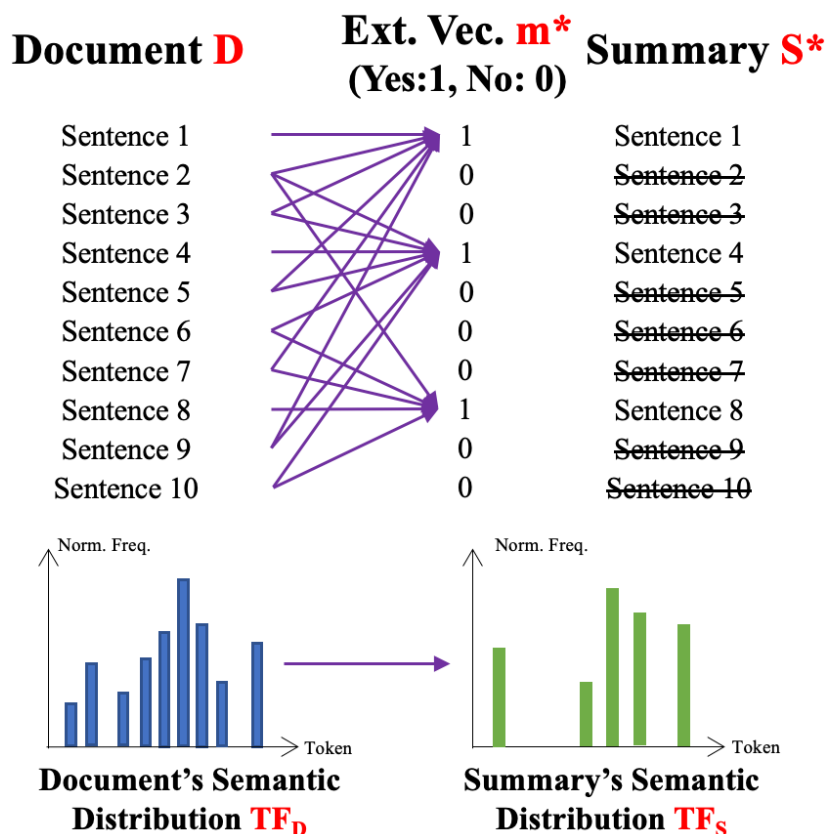 Document D
Ext. Vec. m*
(Yes:1, No: 0)
Summary S*
Sentence 1 1 Sentence 1
Sentence 2 0 Sentence 2
Sentence 3 0 Sentence 3
Sentence 4 1 Sentence 4
Sentence 5 0 Sentence 5
Sentence 6 0 Sentence 6
Sentence 7 0 Sentence 7
Sentence 8 1 Sentence 8
Sentence 9 0 Sentence 9
Sentence 10 0 Sentence 10
Norm. Freq.
Token
Document's Semantic
Distribution TF_D
Norm. Freq.
Token
Summary's Semantic
Distribution TF_S